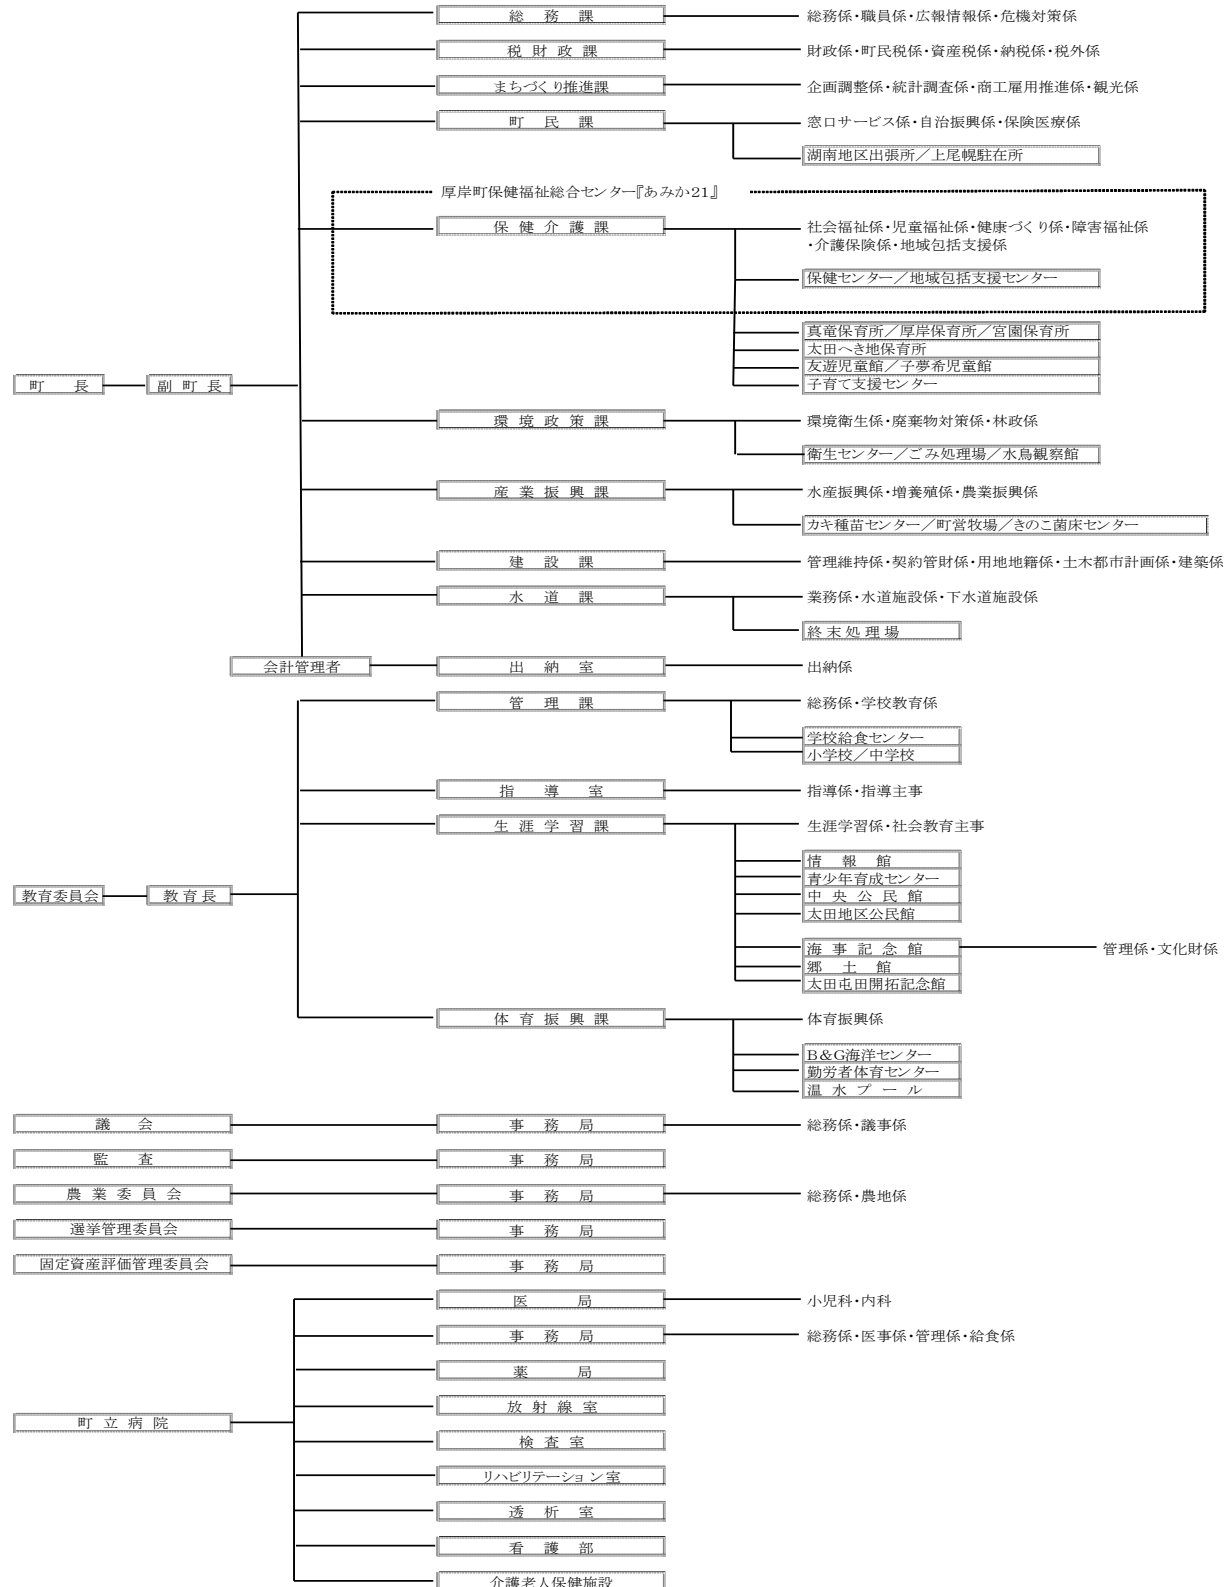 総務課 総務係・職員係・広報情報係・危機対策係
税財政課 財政係・町民税係・資産税係・納税係・税外係
まちづくり推進課 企画調整係・統計調査係・商工雇用推進係・観光係
町民課 窓口サービス係・自治振興係・保険医療係
湖南地区出張所／上尾幌駐在所
厚岸町保健福祉総合センター『あみか21』
保健介護課 社会福祉係・児童福祉係・健康づくり係・障害福祉係
・介護保険係・地域包括支援係
保健センター／地域包括支援センター
真竜保育所／厚岸保育所／宮園保育所
太田へき地保育所
友遊児童館／子夢希児童館
町長 副町長 子育て支援センター
環境政策課 環境衛生係・廃棄物対策係・林政係
衛生センター／ごみ処理場／水鳥観察館
産業振興課 水産振興係・増養殖係・農業振興係
カキ種苗センター／町営牧場／きのこ菌床センター
建設課 管理維持係・契約管財係・用地地籍係・土木都市計画係・建築係
水道課 業務係・水道施設係・下水道施設係
終末処理場
会計管理者 出納室 出納係
管理課 総務係・学校教育係
学校給食センター
小学校／中学校
指導室 指導係・指導主事
生涯学習課 生涯学習係・社会教育主事
情報館
青少年育成センター
教育委員会 教育長 中央公民館
太田地区公民館
海事記念館 管理係・文化財係
郷土館
太田屯田開拓記念館
体育振興課 体育振興係
B&G海洋センター
勤労者体育センター
温水プール
議会 事務局 総務係・議事係
監査 事務局
農業委員会 事務局 総務係・農地係
選挙管理委員会 事務局
固定資産評価管理委員会 事務局
医局 小児科・内科
事務局 総務係・医事係・管理係・給食係
薬局
放射線室
町立病院
検査室
リハビリテーション室
透析室
看護部
介護老人保健施設